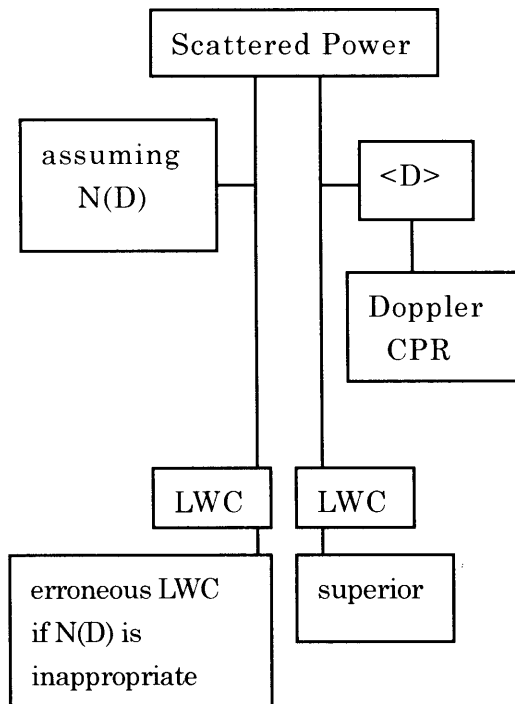 Scattered Power
assuming
N(D)
<D>
Doppler
CPR
LWC
LWC
erroneous LWC
if N(D) is
inappropriate
superior